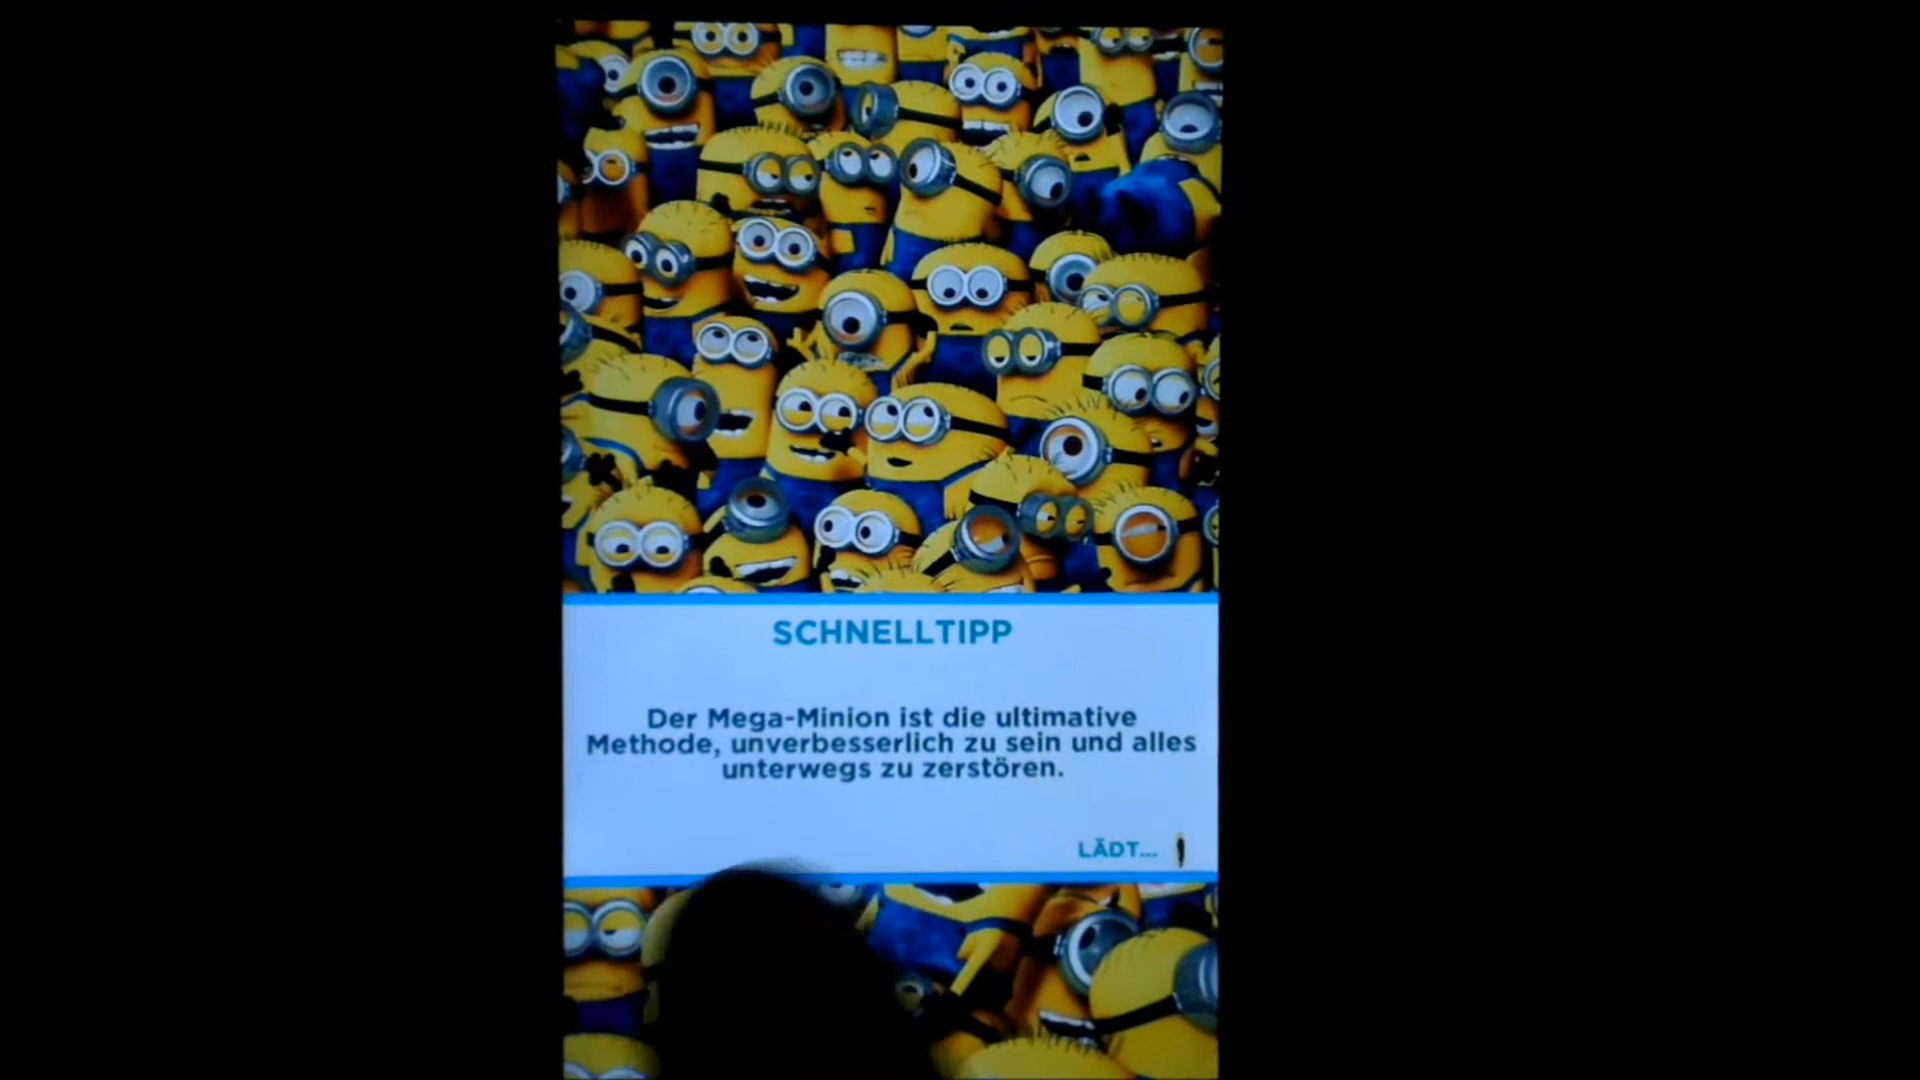 SCHNELLTIPP
Der Mega-Minion ist die ultimative
Methode, unverbesserlich zu sein und alles
unterwegs zu zerstören.
LÄDT...